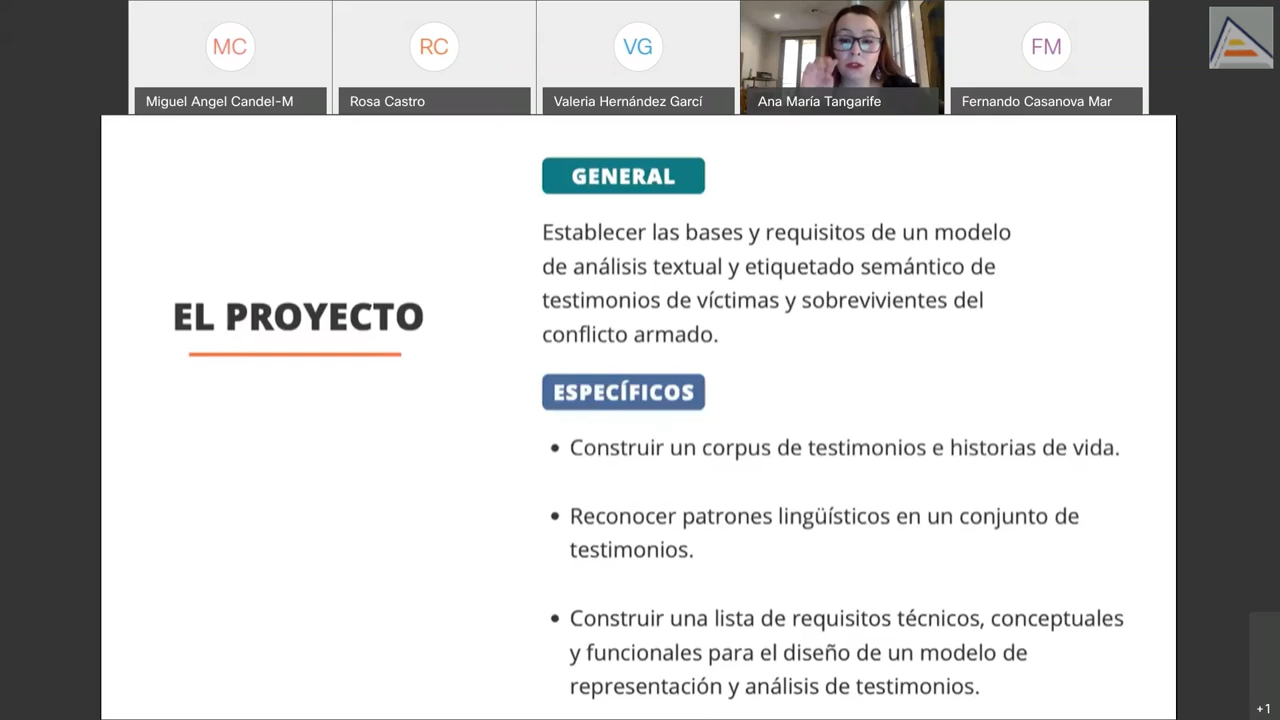 MC
RC
VG
FM
Miguel Angel Candel-M
Rosa Castro
Valeria Hernández Garcí
Ana María Tangarife
Fernando Casanova Mar
EL PROYECTO
GENERAL
Establecer las bases y requisitos de un modelo
de análisis textual y etiquetado semántico de
testimonios de víctimas y sobrevivientes del
conflicto armado.
ESPECÍFICOS
• Construir un corpus de testimonios e historias de vida.
• Reconocer patrones lingüísticos en un conjunto de
testimonios.
• Construir una lista de requisitos técnicos, conceptuales
y funcionales para el diseño de un modelo de
representación y análisis de testimonios.
+1